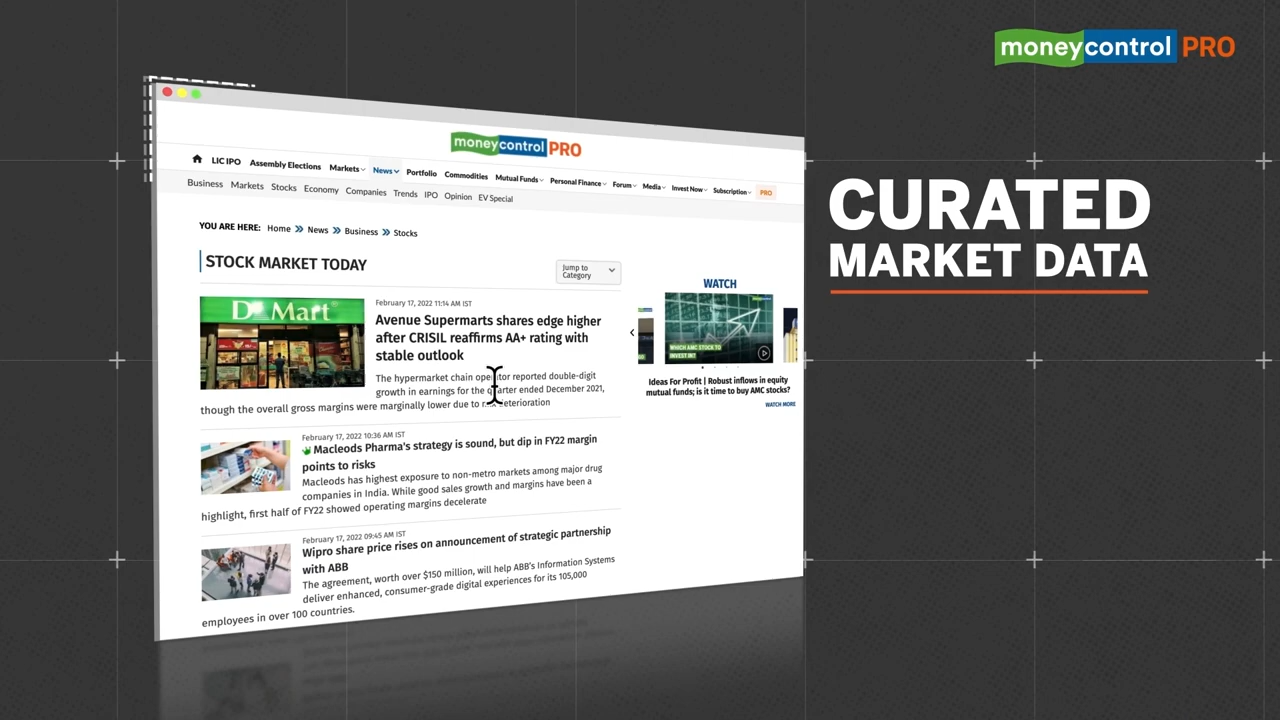 moneycontrol PRO
moneycontrol PRO
LIC IPO Assembly Elections Markets News Portfolio Commodities Mutual Funds Personal Finance Forum Media Invest Now Subscription PRO
Business Markets Stocks Economy Companies Trends IPO Opinion EV Special
CURATED
MARKET DATA
YOU ARE HERE: Home News Business Stocks
STOCK MARKET TODAY
Jump to
Category
D Mart
February 17, 2022 11:14 AM IST
Avenue Supermarts shares edge higher
after CRISIL reaffirms AA+ rating with
stable outlook
The hypermarket chain operator reported double-digit
growth in earnings for the quarter ended December 2021,
though the overall gross margins were marginally lower due to deterioration
February 17, 2022 10:36 AM IST
Macleods Pharma's strategy is sound, but dip in FY22 margin
points to risks
Macleods has highest exposure to non-metro markets among major drug
companies in India. While good sales growth and margins have been a
highlight, first half of FY22 showed operating margins decelerate
February 17, 2022 09:45 AM IST
Wipro share price rises on announcement of strategic partnership
with ABB
The agreement, worth over $150 million, will help ABB's Information Systems
deliver enhanced, consumer-grade digital experiences for its 105,000
employees in over 100 countries.
WATCH
WHICH AMC STOCK TO
INVEST IN?
Ideas For Profit | Robust inflows in equity
mutual funds; is it time to buy AMC stocks?
WATCH MORE